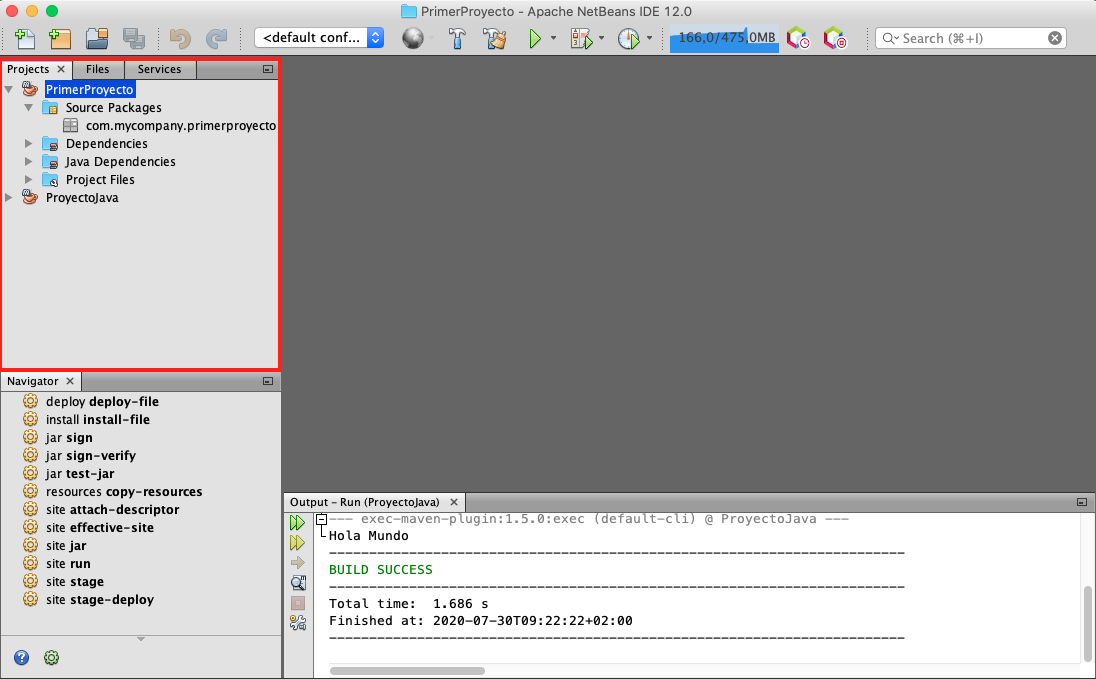 PrimerProyecto - Apache NetBeans IDE 12.0
<default conf...
166,0/475,0MB
Search (⌘+I)
Projects
Files
Services
PrimerProyecto
Source Packages
com.mycompany.primerproyecto
Dependencies
Java Dependencies
Project Files
ProyectoJava
Navigator
deploy deploy-file
install install-file
jar sign
jar sign-verify
jar test-jar
resources copy-resources
site attach-descriptor
site effective-site
site jar
site run
site stage
site stage-deploy
Output - Run (ProyectoJava)
--- exec-maven-plugin:1.5.0:exec (default-cli) @ ProyectoJava ---
Hola Mundo
------------------------------------------------------------------------
BUILD SUCCESS
------------------------------------------------------------------------
Total time:  1.686 s
Finished at: 2020-07-30T09:22:22+02:00
------------------------------------------------------------------------